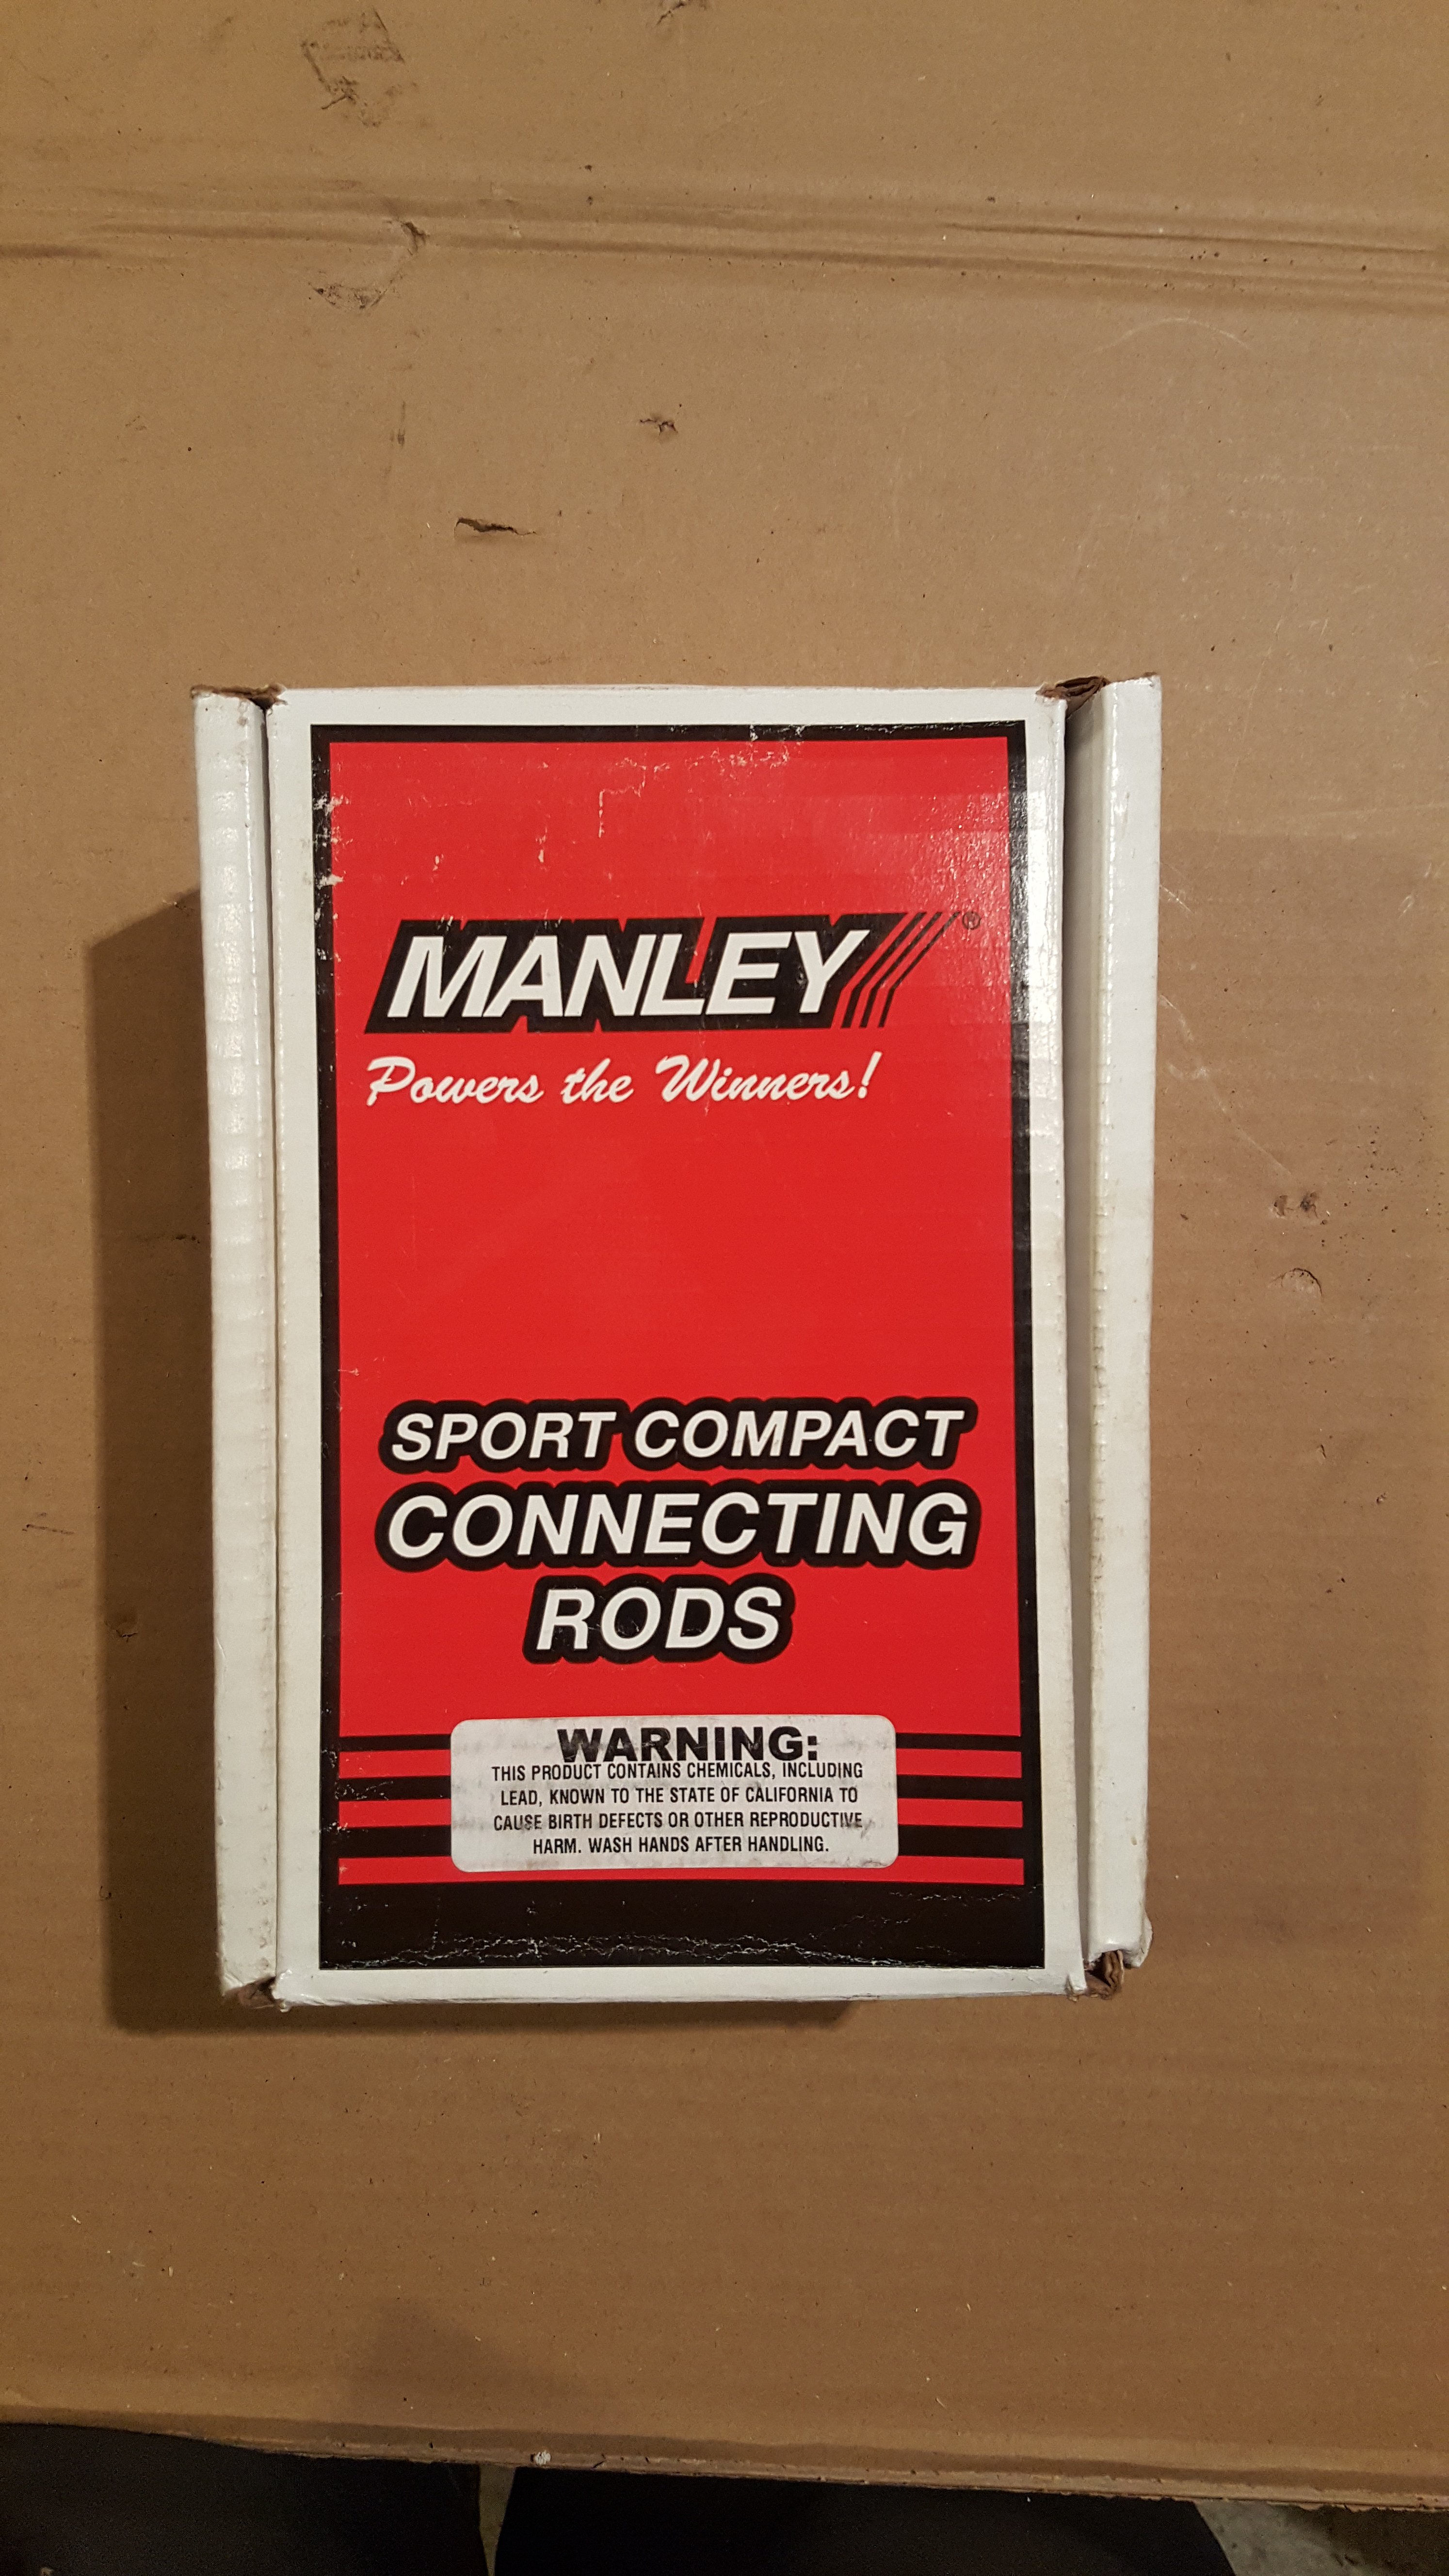 MANLEY®
Powers the Winners!
SPORT COMPACT
CONNECTING
RODS
WARNING:
THIS PRODUCT CONTAINS CHEMICALS, INCLUDING
LEAD, KNOWN TO THE STATE OF CALIFORNIA TO
CAUSE BIRTH DEFECTS OR OTHER REPRODUCTIVE
HARM. WASH HANDS AFTER HANDLING.